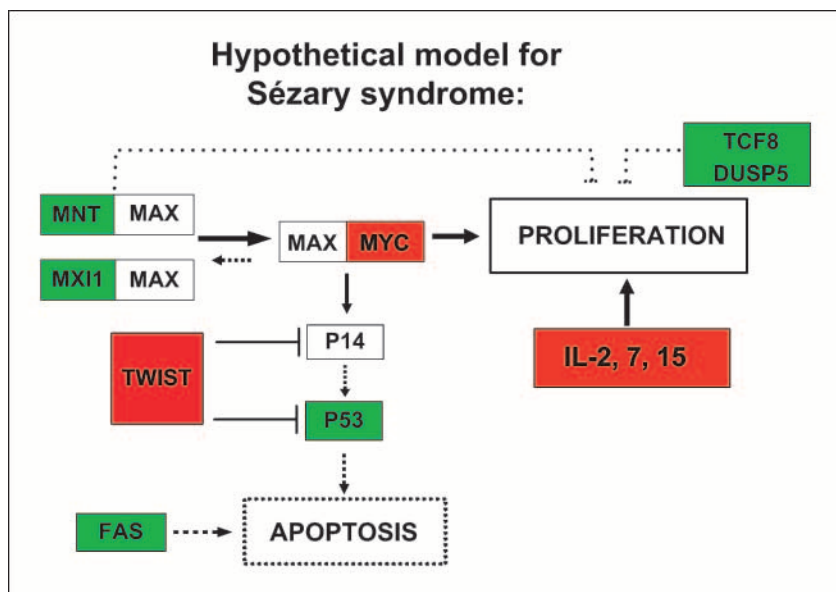 Hypothetical model for
Sézary syndrome:
TCF8
DUSP5
MNT MAX
MAX MYC
PROLIFERATION
MXI1 MAX
P14
IL-2, 7, 15
TWIST
P53
FAS
APOPTOSIS